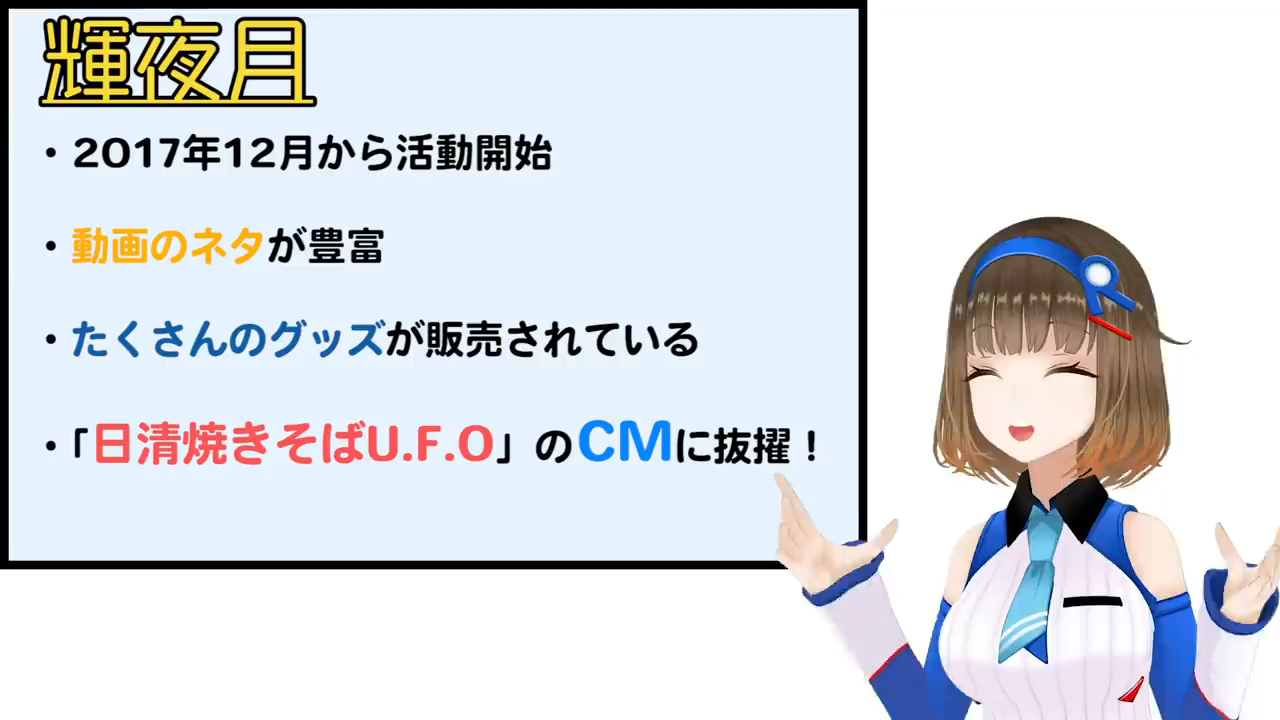 輝夜月
・2017年12月から活動開始
・動画のネタが豊富
・たくさんのグッズが販売されている
・「日清焼きそばU.F.O」のCMに抜擢！